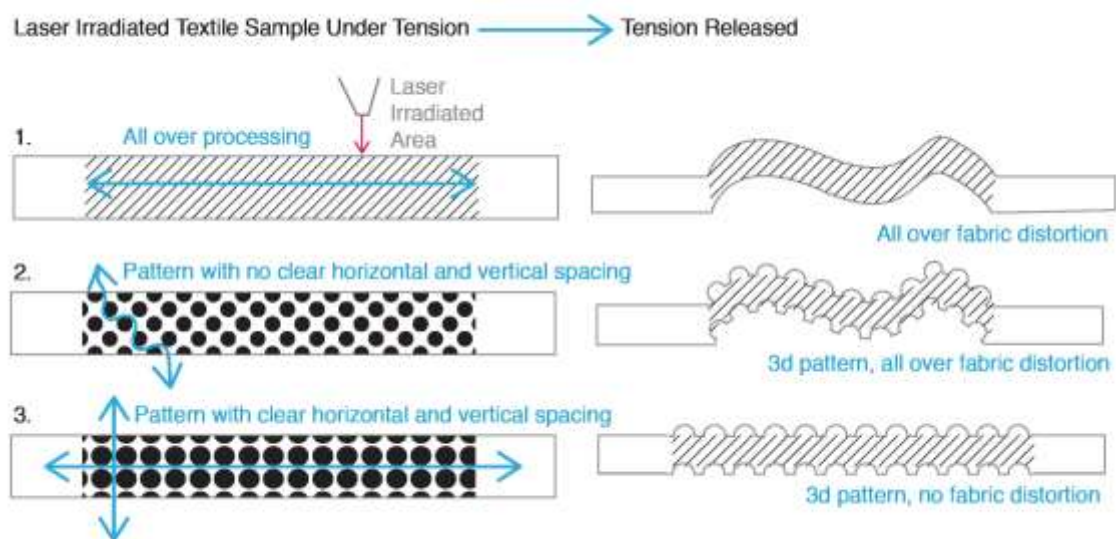 Laser Irradiated Textile Sample Under Tension
Tension Released
Laser
Irradiated
Area
1.
All over processing
All over fabric distortion
2.
Pattern with no clear horizontal and vertical spacing
3d pattern, all over fabric distortion
3.
Pattern with clear horizontal and vertical spacing
3d pattern, no fabric distortion